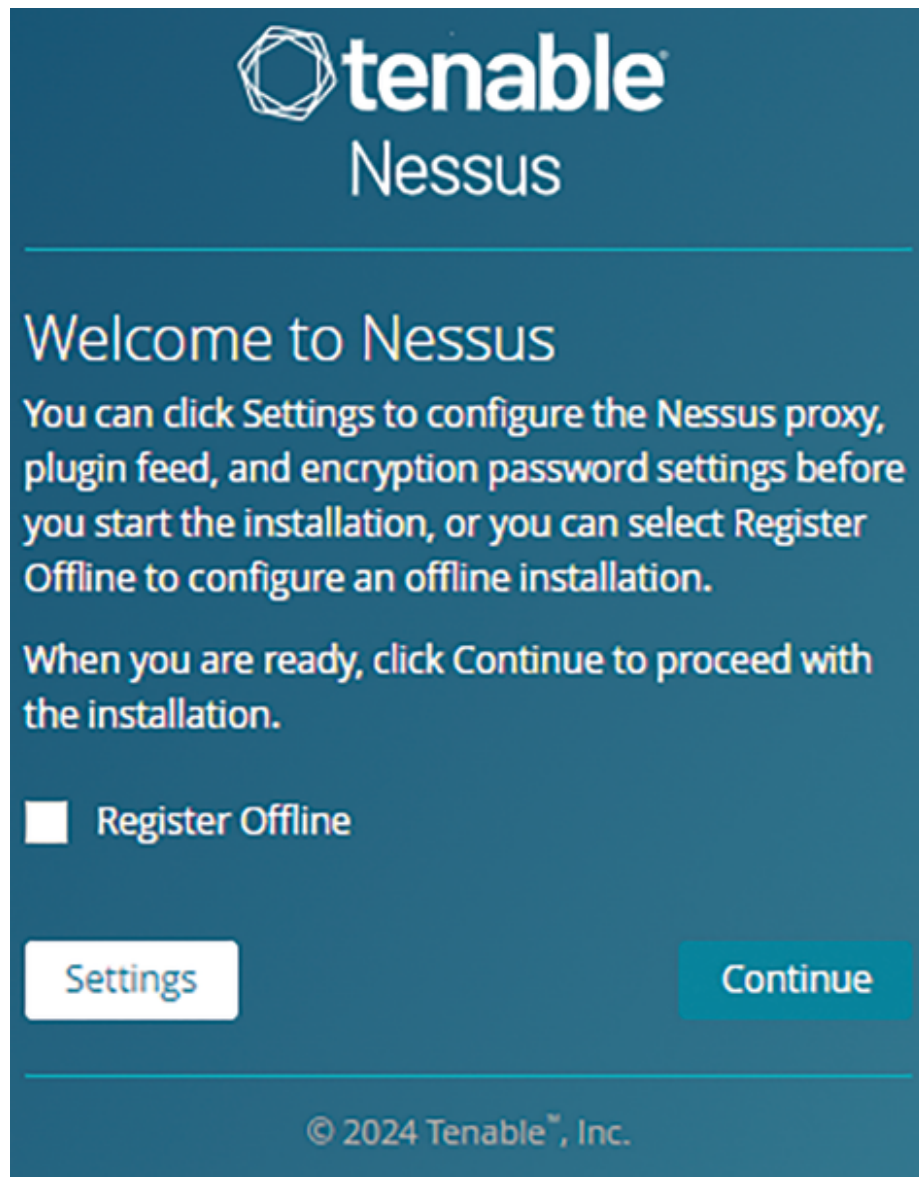 tenable®
Nessus
Welcome to Nessus
You can click Settings to configure the Nessus proxy,
plugin feed, and encryption password settings before
you start the installation, or you can select Register
Offline to configure an offline installation.
When you are ready, click Continue to proceed with
the installation.
Register Offline
Settings
Continue
© 2024 Tenable™, Inc.